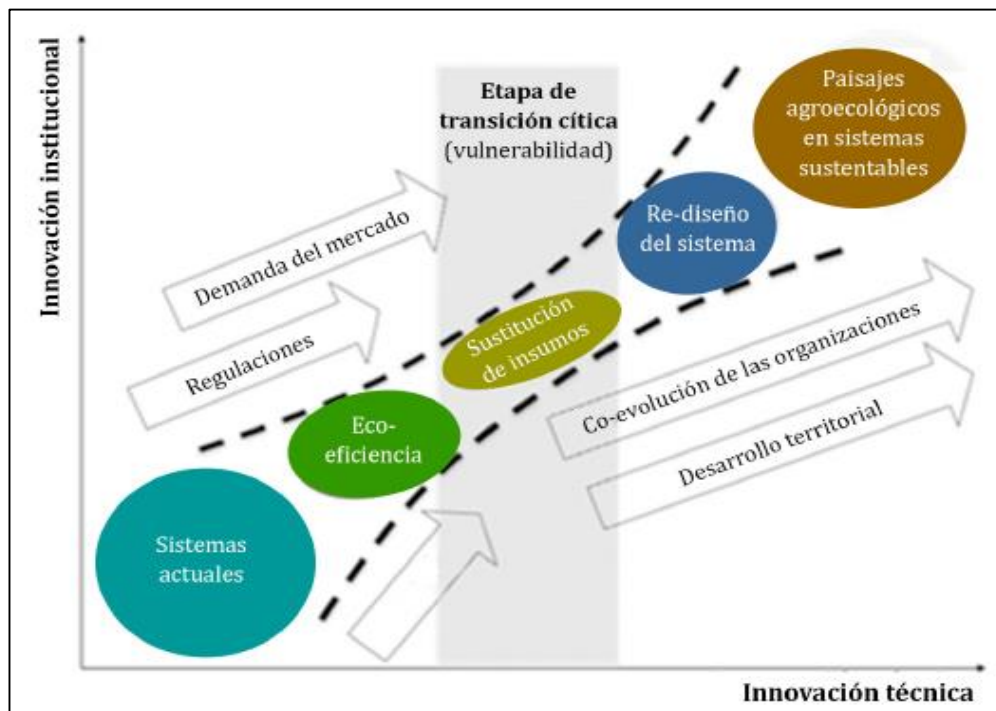 Innovación institucional
Etapa de
transición cítica
(vulnerabilidad)
Paisajes
agroecológicos
en sistemas
sustentables
Re-diseño
del sistema
Demanda del mercado
Regulaciones
Sustitución
de insumos
Eco-
eficiencia
Co-evolución de las organizaciones
Desarrollo territorial
Sistemas
actuales
Innovación técnica